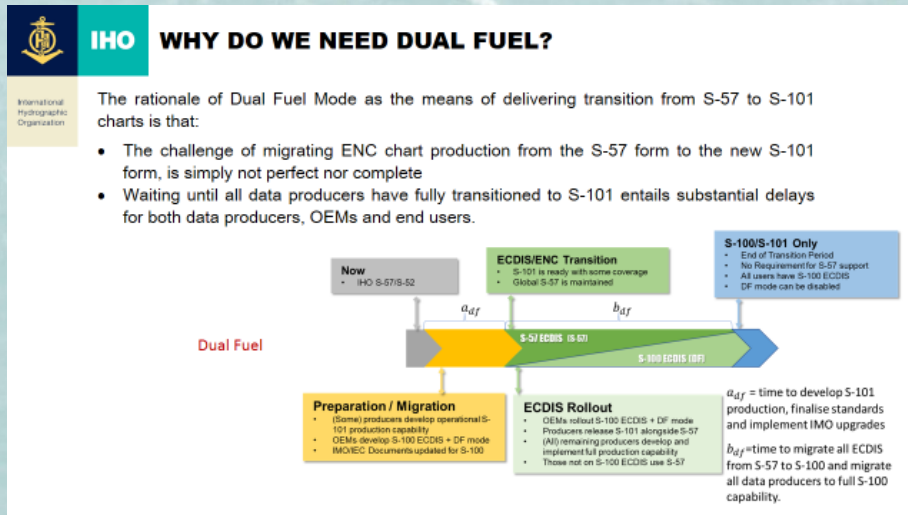 IHO
WHY DO WE NEED DUAL FUEL?
International
Hydrographic
Organization
The rationale of Dual Fuel Mode as the means of delivering transition from S-57 to S-101
charts is that:
• The challenge of migrating ENC chart production from the S-57 form to the new S-101
form, is simply not perfect nor complete
• Waiting until all data producers have fully transitioned to S-101 entails substantial delays
for both data producers, OEMs and end users.
Now
• IHO S-57/S-52
ECDIS/ENC Transition
• S-101 is ready with some coverage
• Global S-57 is maintained
S-100/S-101 Only
• End of Transition Period
• No Requirement for S-57 support
• All users have S-100 ECDIS
• DF mode can be disabled
a_df
b_df
Dual Fuel
S-57 ECDIS (S-57)
S-100 ECDIS (DF)
Preparation / Migration
• (Some) producers develop operational S-
101 production capability
• OEMs develop S-100 ECDIS + DF mode
• IMO/IEC Documents updated for S-100
ECDIS Rollout
• OEMs rollout S-100 ECDIS + DF mode
• Producers release S-101 alongside S-57
• (All) remaining producers develop and
implement full production capability
• Those not on S-100 ECDIS use S-57
a_df = time to develop S-101
production, finalise standards
and implement IMO upgrades
b_df=time to migrate all ECDIS
from S-57 to S-100 and migrate
all data producers to full S-100
capability.